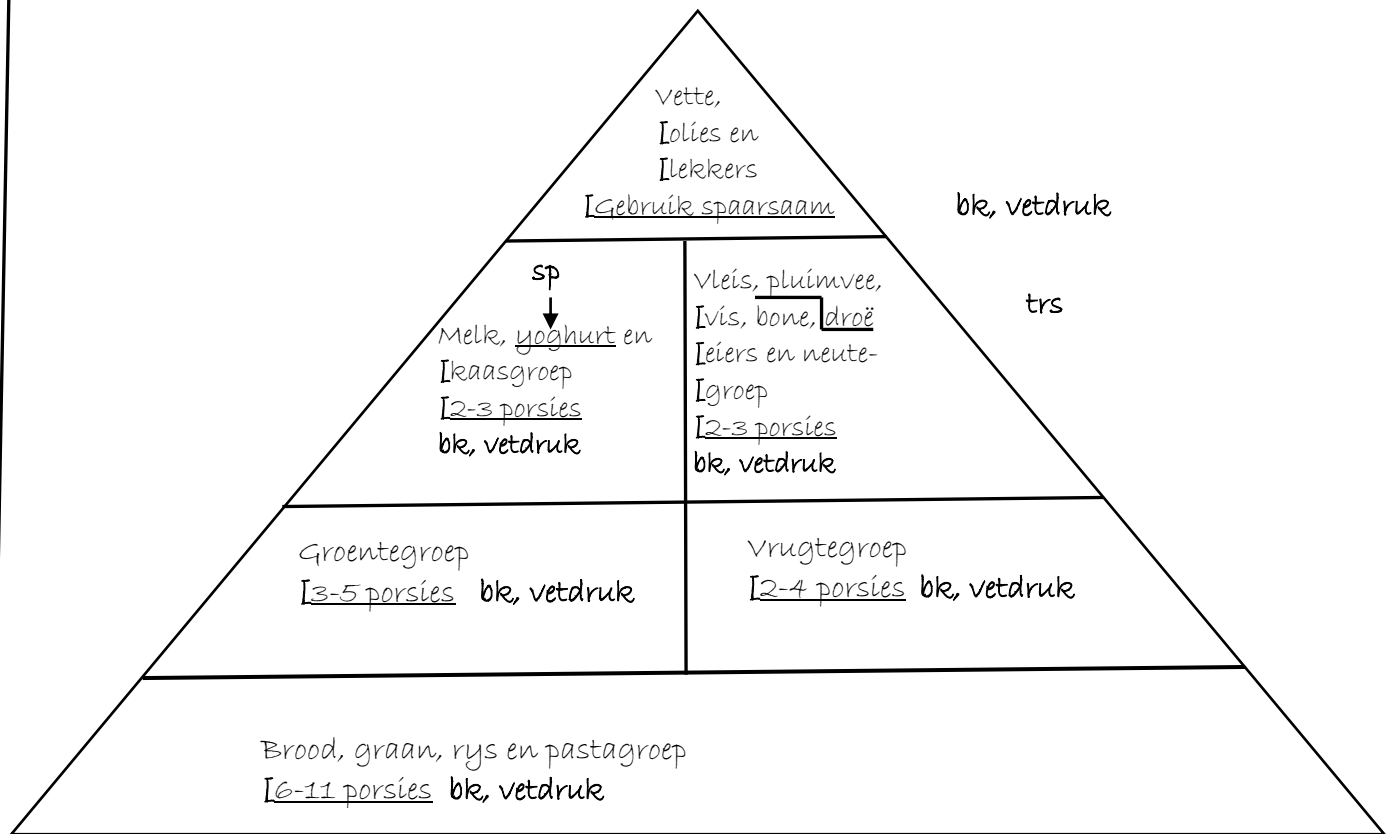 Vette,
[olies en
[lekkers
[Gebruik spaarsaam
bk, vetdruk
sp
Melk, yoghurt en
[kaasgroep
[2-3 porsies
bk, vetdruk
Vleis, pluimvee,
[vis, bone, droë
[eiers en neute-
[groep
[2-3 porsies
bk, vetdruk
trs
Groentegroep
[3-5 porsies bk, vetdruk
Vrugtegroep
[2-4 porsies bk, vetdruk
Brood, graan, rys en pastagroep
[6-11 porsies bk, vetdruk